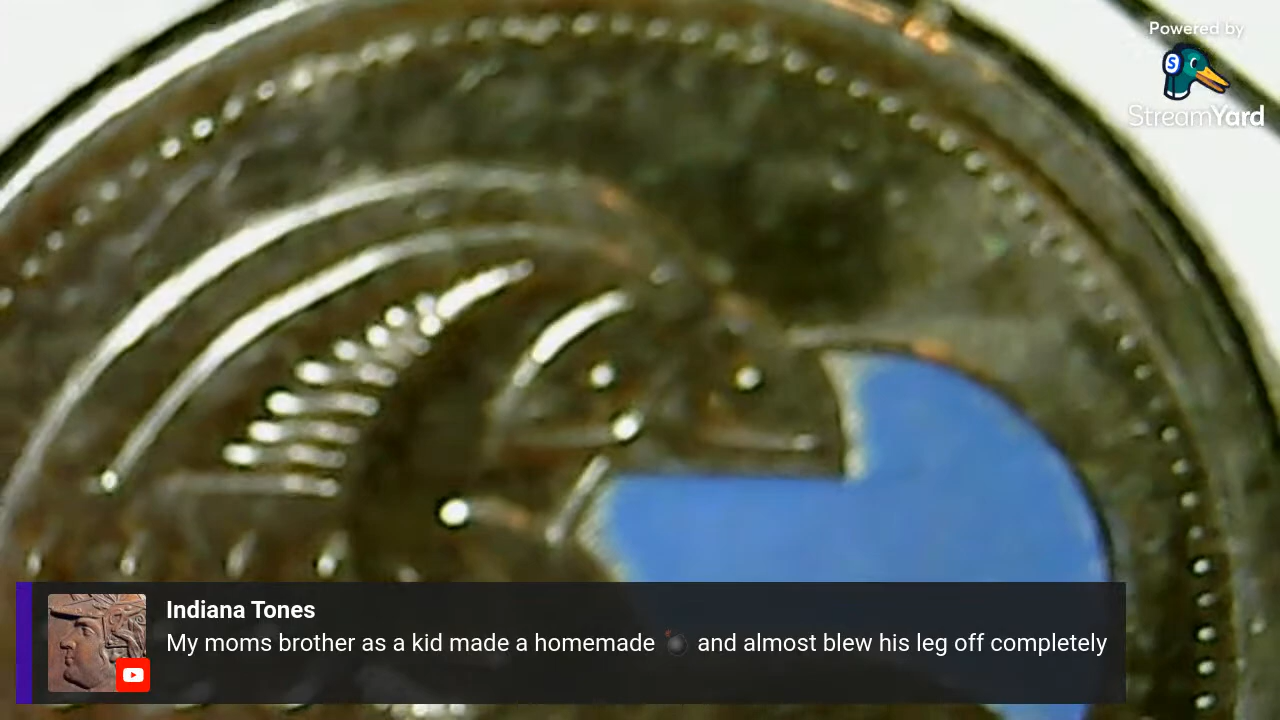 Powered by
StreamYard
Indiana Tones
My moms brother as a kid made a homemade 💣 and almost blew his leg off completely